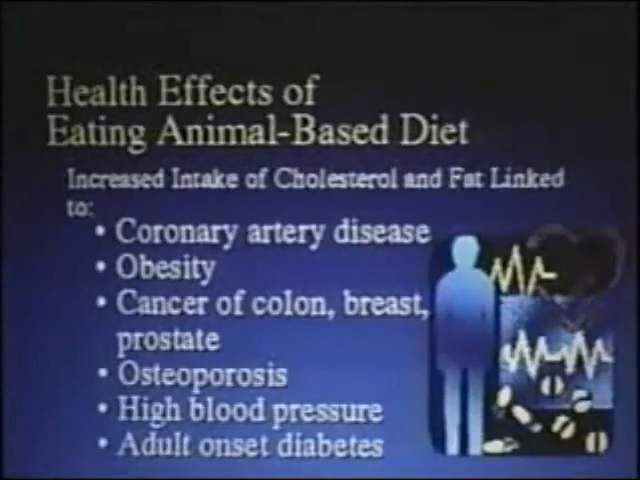 Health Effects of
Eating Animal-Based Diet
Increased Intake of Cholesterol and Fat Linked
to:
• Coronary artery disease
• Obesity
• Cancer of colon, breast,
prostate
• Osteoporosis
• High blood pressure
• Adult onset diabetes